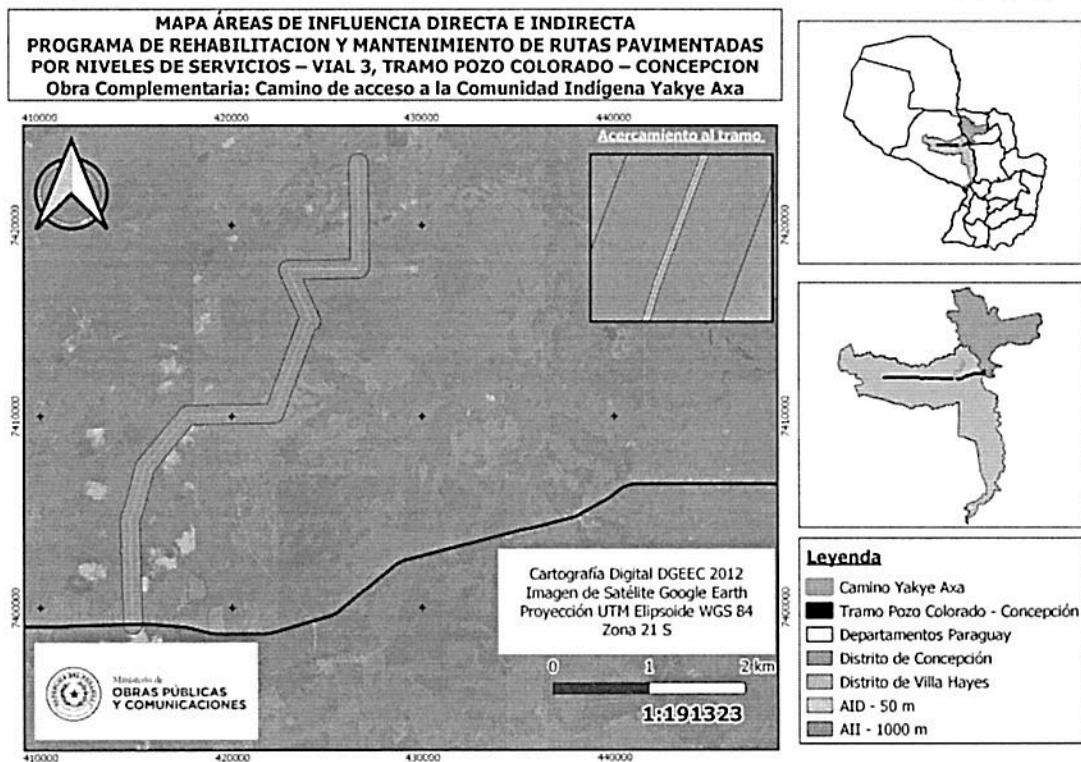 MAPA ÁREAS DE INFLUENCIA DIRECTA E INDIRECTA
PROGRAMA DE REHABILITACION Y MANTENIMIENTO DE RUTAS PAVIMENTADAS
POR NIVELES DE SERVICIOS – VIAL 3, TRAMO POZO COLORADO – CONCEPCION
Obra Complementaria: Camino de acceso a la Comunidad Indígena Yakye Axa
410000 420000 430000 440000
Acercamiento al tramo
7420000 7420000
7410000 7410000
7400000 7400000
Cartografía Digital DGEEC 2012
Imagen de Satélite Google Earth
Proyección UTM Elipsoide WGS 84
Zona 21 S
0 1 2 km
1:191323
Ministerio de
OBRAS PÚBLICAS
Y COMUNICACIONES
410000 420000 440000
Leyenda
Camino Yakye Axa
Tramo Pozo Colorado - Concepción
Departamentos Paraguay
Distrito de Concepción
Distrito de Villa Hayes
AID - 50 m
AII - 1000 m